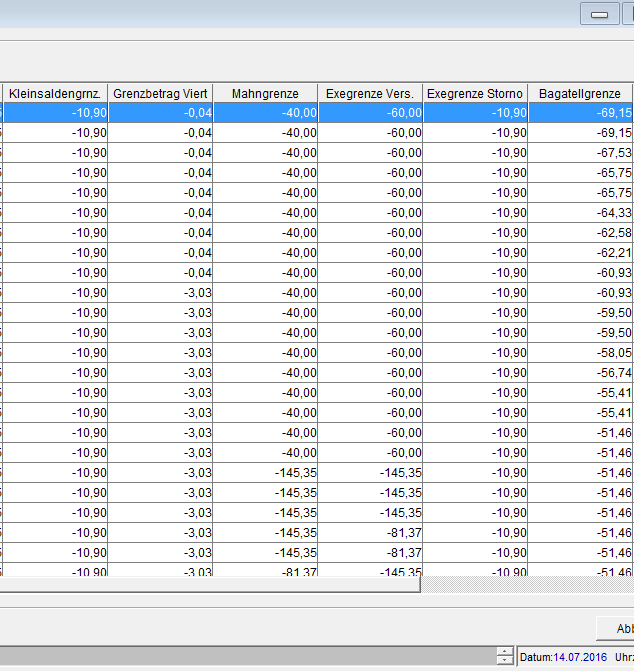 Kleinsaldengrnz. Grenzbetrag Viert Mahngrenze Exegrenze Vers. Exegrenze Storno Bagatellgrenze
-10,90 -0,04 -40,00 -60,00 -10,90 -69,15
-10,90 -0,04 -40,00 -60,00 -10,90 -69,15
-10,90 -0,04 -40,00 -60,00 -10,90 -67,53
-10,90 -0,04 -40,00 -60,00 -10,90 -65,75
-10,90 -0,04 -40,00 -60,00 -10,90 -65,75
-10,90 -0,04 -40,00 -60,00 -10,90 -64,33
-10,90 -0,04 -40,00 -60,00 -10,90 -62,58
-10,90 -0,04 -40,00 -60,00 -10,90 -62,21
-10,90 -0,04 -40,00 -60,00 -10,90 -60,93
-10,90 -3,03 -40,00 -60,00 -10,90 -60,93
-10,90 -3,03 -40,00 -60,00 -10,90 -59,50
-10,90 -3,03 -40,00 -60,00 -10,90 -59,50
-10,90 -3,03 -40,00 -60,00 -10,90 -58,05
-10,90 -3,03 -40,00 -60,00 -10,90 -56,74
-10,90 -3,03 -40,00 -60,00 -10,90 -55,41
-10,90 -3,03 -40,00 -60,00 -10,90 -55,41
-10,90 -3,03 -40,00 -60,00 -10,90 -51,46
-10,90 -3,03 -40,00 -60,00 -10,90 -51,46
-10,90 -3,03 -145,35 -145,35 -10,90 -51,46
-10,90 -3,03 -145,35 -145,35 -10,90 -51,46
-10,90 -3,03 -145,35 -81,37 -10,90 -51,46
-10,90 -3,03 -145,35 -81,37 -10,90 -51,46
-10,90 -3,03 -81,37 -145,35 -10,90 -51,46
Abb
Datum:14.07.2016 Uhrz